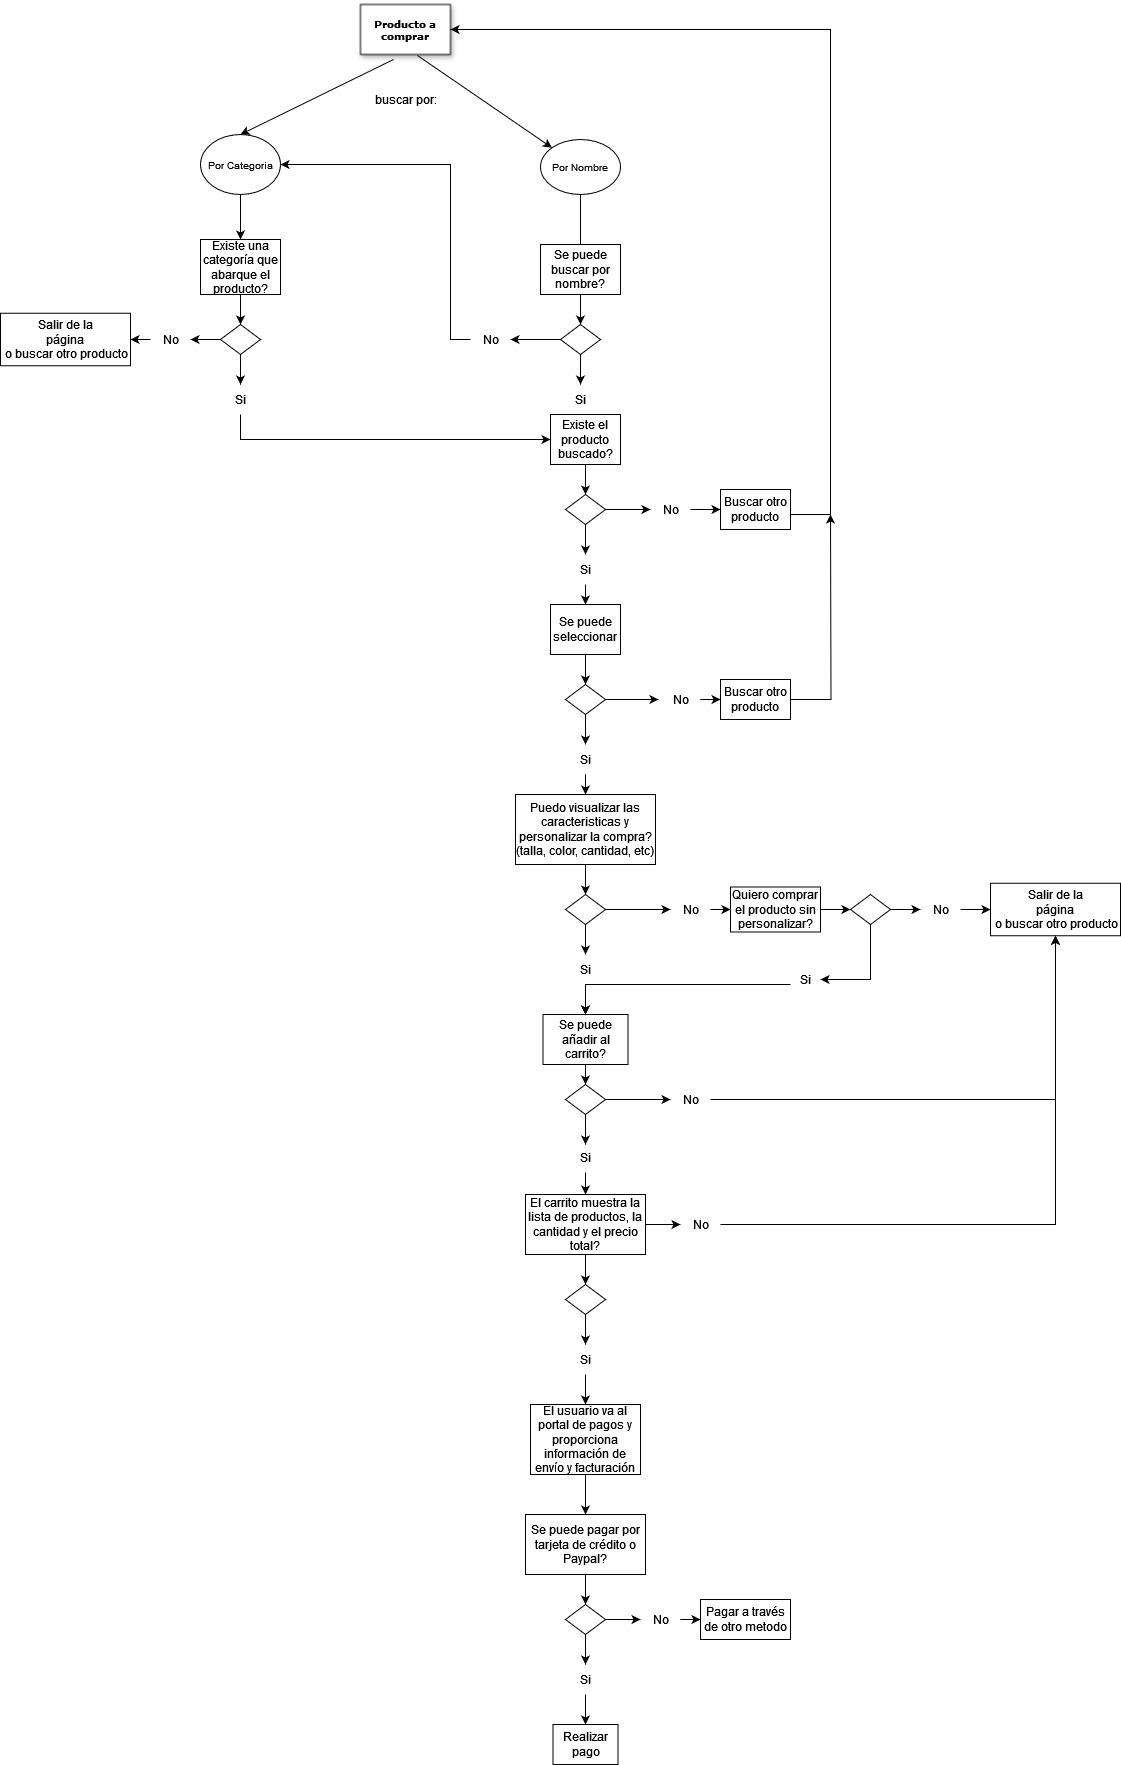 Producto a
comprar
buscar por:
Por Categoria
Por Nombre
Existe una
categoría que
abarque el
producto?
Se puede
buscar por
nombre?
Salir de la
página
o buscar otro producto
No
No
Si
Si
Existe el
producto
buscado?
No
Buscar otro
producto
Si
Se puede
seleccionar
No
Buscar otro
producto
Si
Puedo visualizar las
caracteristicas y
personalizar la compra?
(talla, color, cantidad, etc)
No
Quiero comprar
el producto sin
personalizar?
No
Salir de la
página
o buscar otro producto
Si
Si
Se puede
añadir al
carrito?
No
Si
El carrito muestra la
lista de productos, la
cantidad y el precio
total?
No
Si
El usuario va al
portal de pagos y
proporciona
información de
envío y facturación
Se puede pagar por
tarjeta de crédito o
Paypal?
No
Pagar a través
de otro metodo
Si
Realizar
pago